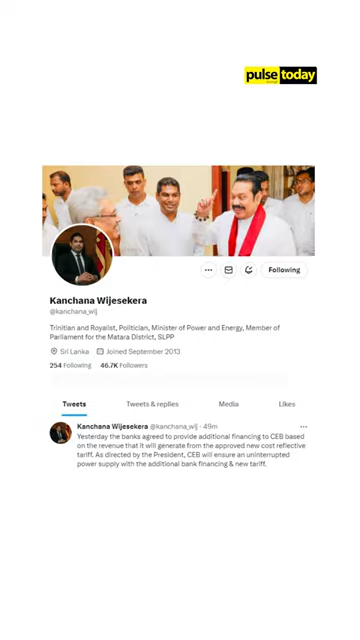 pulse today
Following
Kanchana Wijesekera
@kanchana_wij
Trinitian and Royalist, Politician, Minister of Power and Energy, Member of
Parliament for the Matara District, SLPP
Sri Lanka Joined September 2013
254 Following 46.7K Followers
Tweets Tweets & replies Media Likes
Kanchana Wijesekera @kanchana_wij · 49m
Yesterday the banks agreed to provide additional financing to CEB based
on the revenue that it will generate from the approved new cost reflective
tariff. As directed by the President, CEB will ensure an uninterrupted
power supply with the additional bank financing & new tariff.